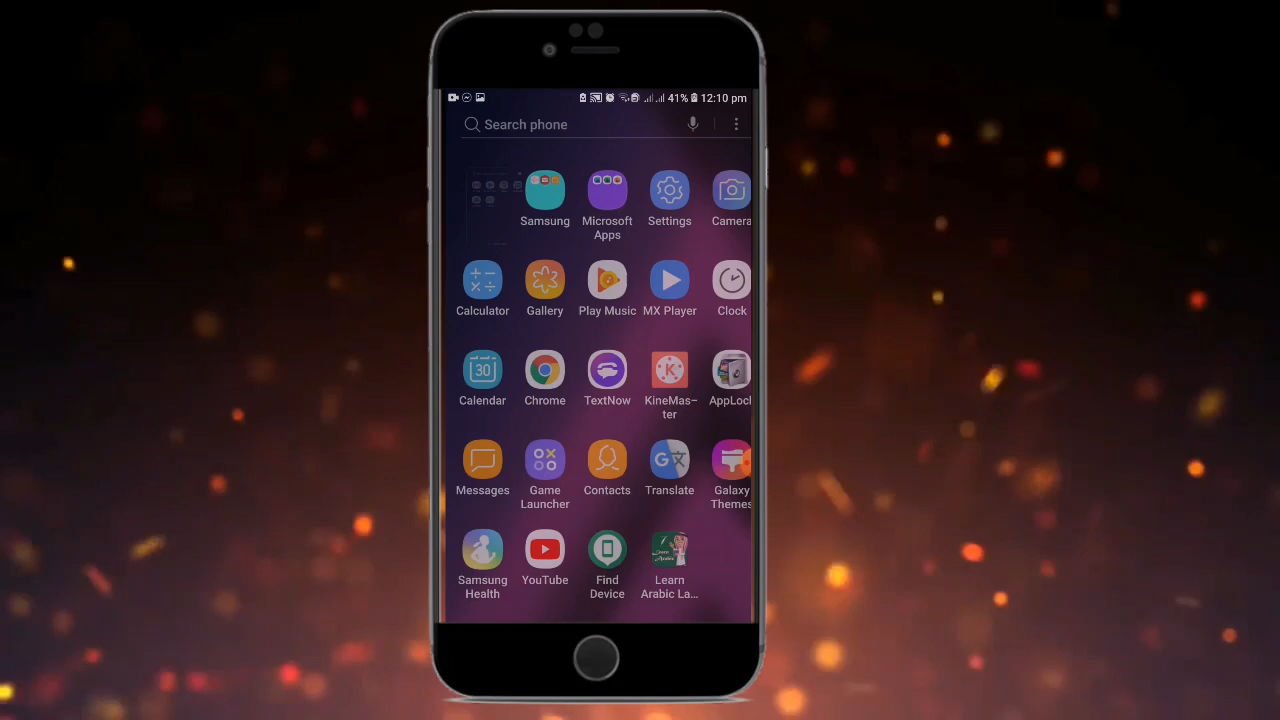 41% 12:10 pm
Search phone
Samsung Microsoft Apps Settings Camera
Calculator Gallery Play Music MX Player Clock
30
Calendar Chrome TextNow KineMas-ter AppLock
Messages Game Launcher Contacts Translate Galaxy Themes
Samsung Health YouTube Find Device Learn Arabic La...